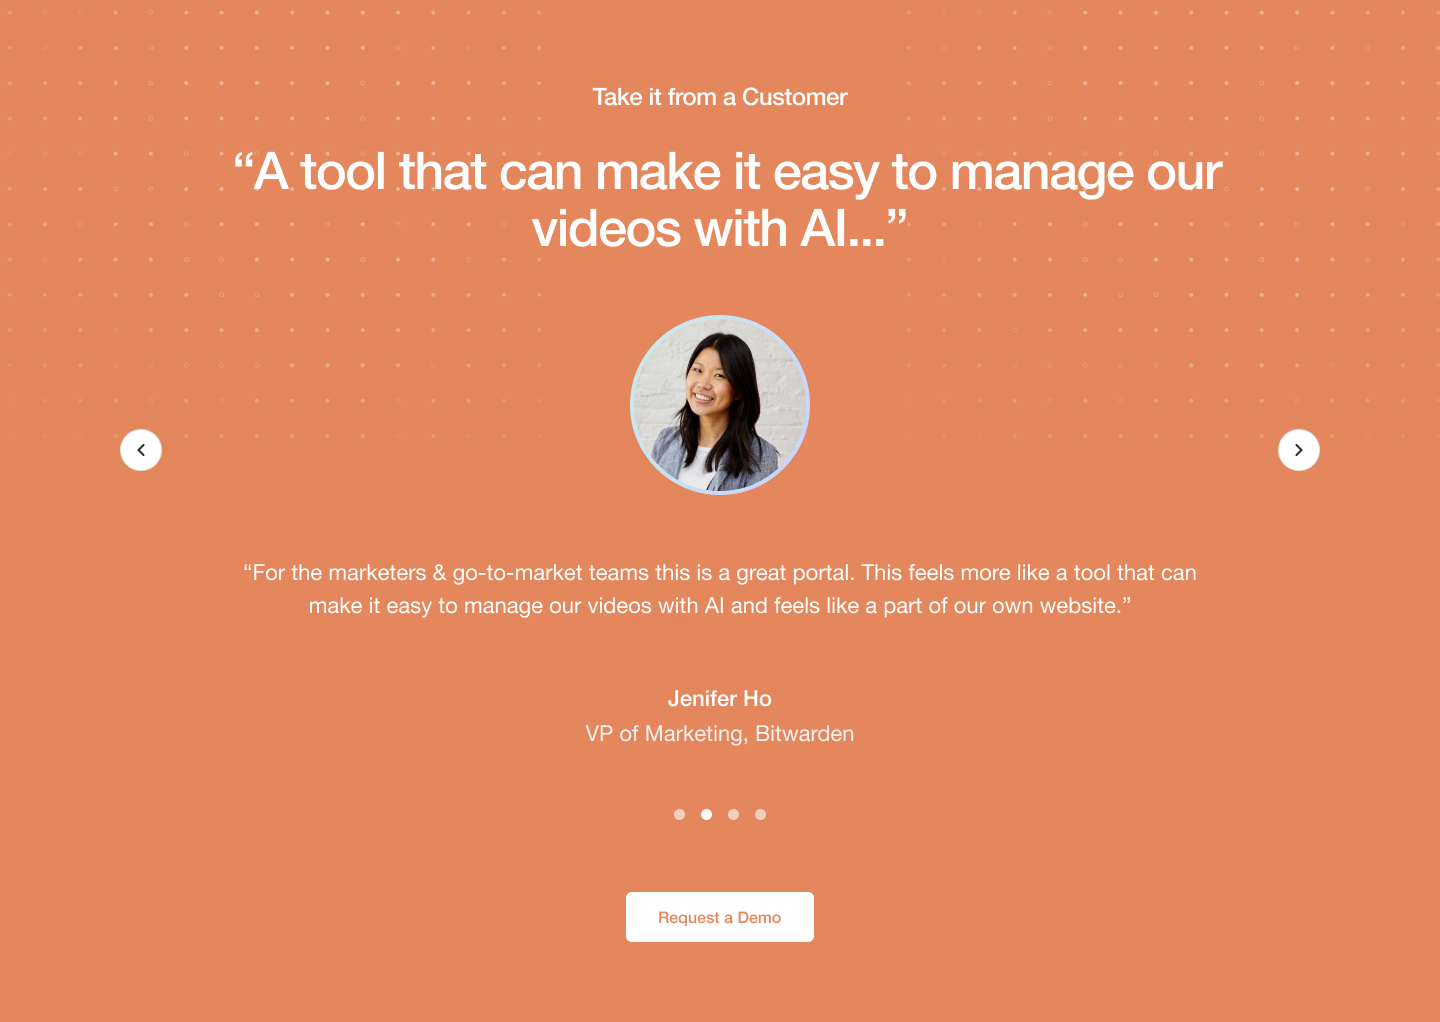 Take it from a Customer
“A tool that can make it easy to manage our
videos with AI...”
“For the marketers & go-to-market teams this is a great portal. This feels more like a tool that can
make it easy to manage our videos with AI and feels like a part of our own website.”
Jenifer Ho
VP of Marketing, Bitwarden
Request a Demo